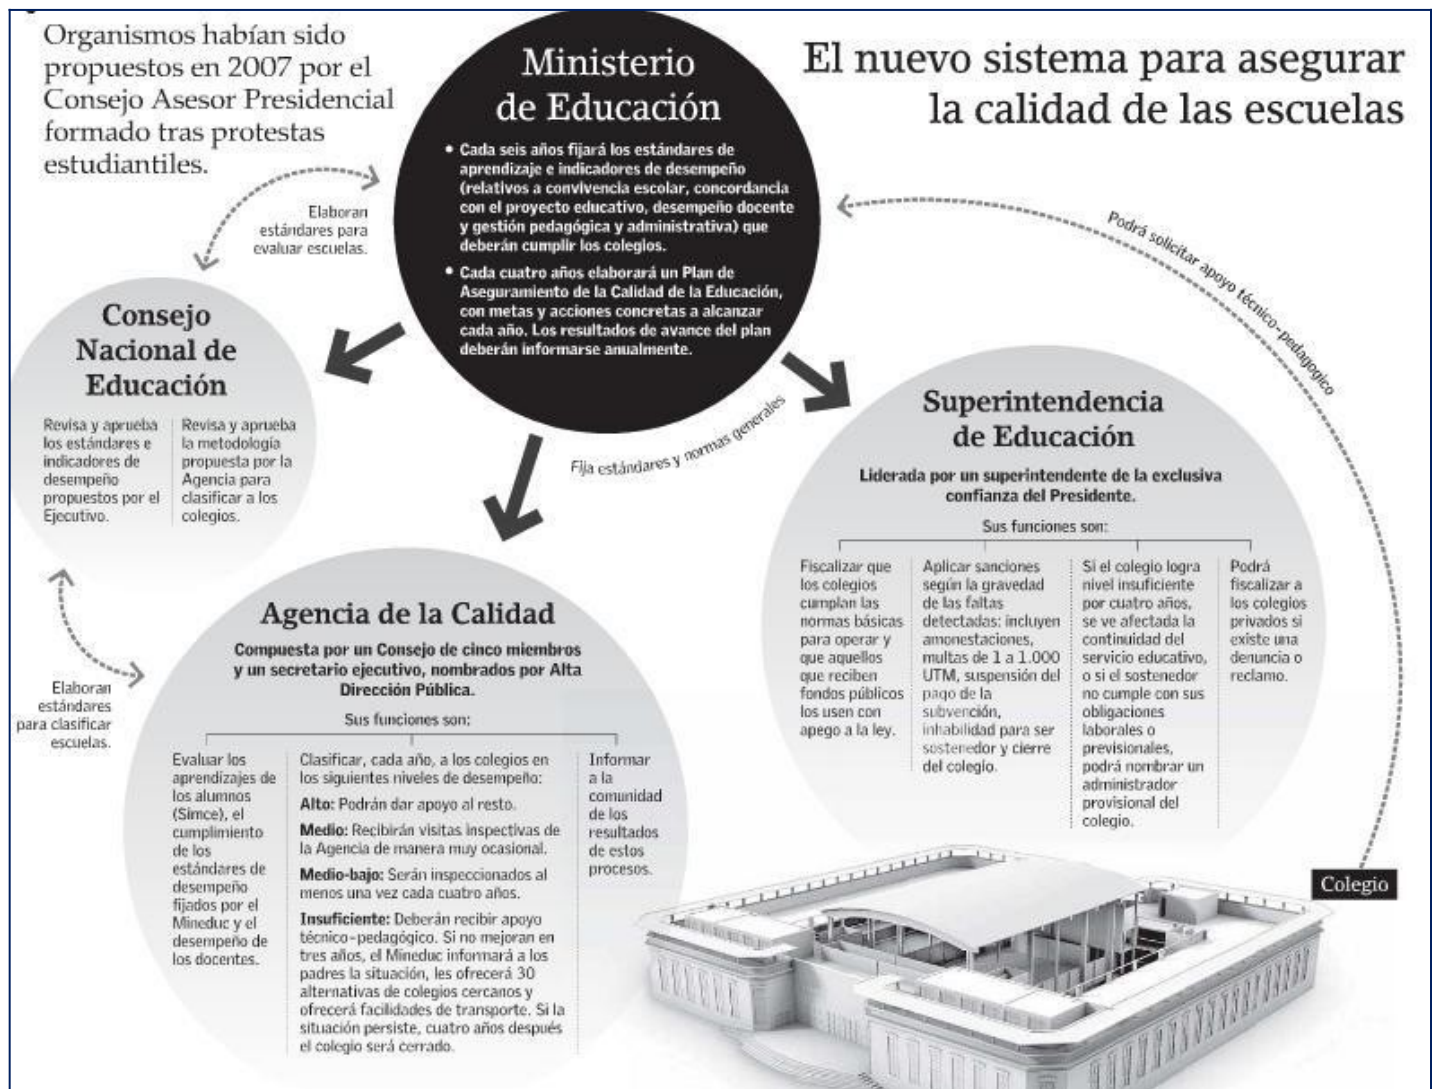 Organismos habían sido
propuestos en 2007 por el
Consejo Asesor Presidencial
formado tras protestas
estudiantiles.
El nuevo sistema para asegurar
la calidad de las escuelas
Ministerio
de Educación
• Cada seis años fijará los estándares de
aprendizaje e indicadores de desempeño
(relativos a convivencia escolar, concordancia
con el proyecto educativo, desempeño docente
y gestión pedagógica y administrativa) que
deberán cumplir los colegios.
• Cada cuatro años elaborará un Plan de
Aseguramiento de la Calidad de la Educación,
con metas y acciones concretas a alcanzar
cada año. Los resultados de avance del plan
deberán informarse anualmente.
Elaboran
estándares para
evaluar escuelas.
Podrá solicitar apoyo técnico-pedagogico
Fija estándares y normas generales
Consejo
Nacional de
Educación
Revisa y aprueba
los estándares e
indicadores de
desempeño
propuestos por el
Ejecutivo.
Revisa y aprueba
la metodología
propuesta por la
Agencia para
clasificar a los
colegios.
Elaboran
estándares
para clasificar
escuelas.
Superintendencia
de Educación
Liderada por un superintendente de la exclusiva
confianza del Presidente.
Sus funciones son:
Fiscalizar que
los colegios
cumplan las
normas básicas
para operar y
que aquellos
que reciben
fondos públicos
los usen con
apego a la ley.
Aplicar sanciones
según la gravedad
de las faltas
detectadas: incluyen
amonestaciones,
multas de 1 a 1.000
UTM, suspensión del
pago de la
subvención,
inhabilidad para ser
sostenedor y cierre
del colegio.
Si el colegio logra
nivel insuficiente
por cuatro años,
se ve afectada la
continuidad del
servicio educativo,
o si el sostenedor
no cumple con sus
obligaciones
laborales o
previsionales,
podrá nombrar un
administrador
provisional del
colegio.
Podrá
fiscalizar a
los colegios
privados si
existe una
denuncia o
reclamo.
Agencia de la Calidad
Compuesta por un Consejo de cinco miembros
y un secretario ejecutivo, nombrados por Alta
Dirección Pública.
Sus funciones son:
Evaluar los
aprendizajes de
los alumnos
(Simce), el
cumplimiento
de los
estándares de
desempeño
fijados por el
Mineduc y el
desempeño de
los docentes.
Clasificar, cada año, a los colegios en
los siguientes niveles de desempeño:
Alto: Podrán dar apoyo al resto.
Medio: Recibirán visitas inspectivas de
la Agencia de manera muy ocasional.
Medio-bajo: Serán inspeccionados al
menos una vez cada cuatro años.
Insuficiente: Deberán recibir apoyo
técnico-pedagógico. Si no mejoran en
tres años, el Mineduc informará a los
padres la situación, les ofrecerá 30
alternativas de colegios cercanos y
ofrecerá facilidades de transporte. Si la
situación persiste, cuatro años después
el colegio será cerrado.
Informar
a la
comunidad
de los
resultados
de estos
procesos.
Colegio